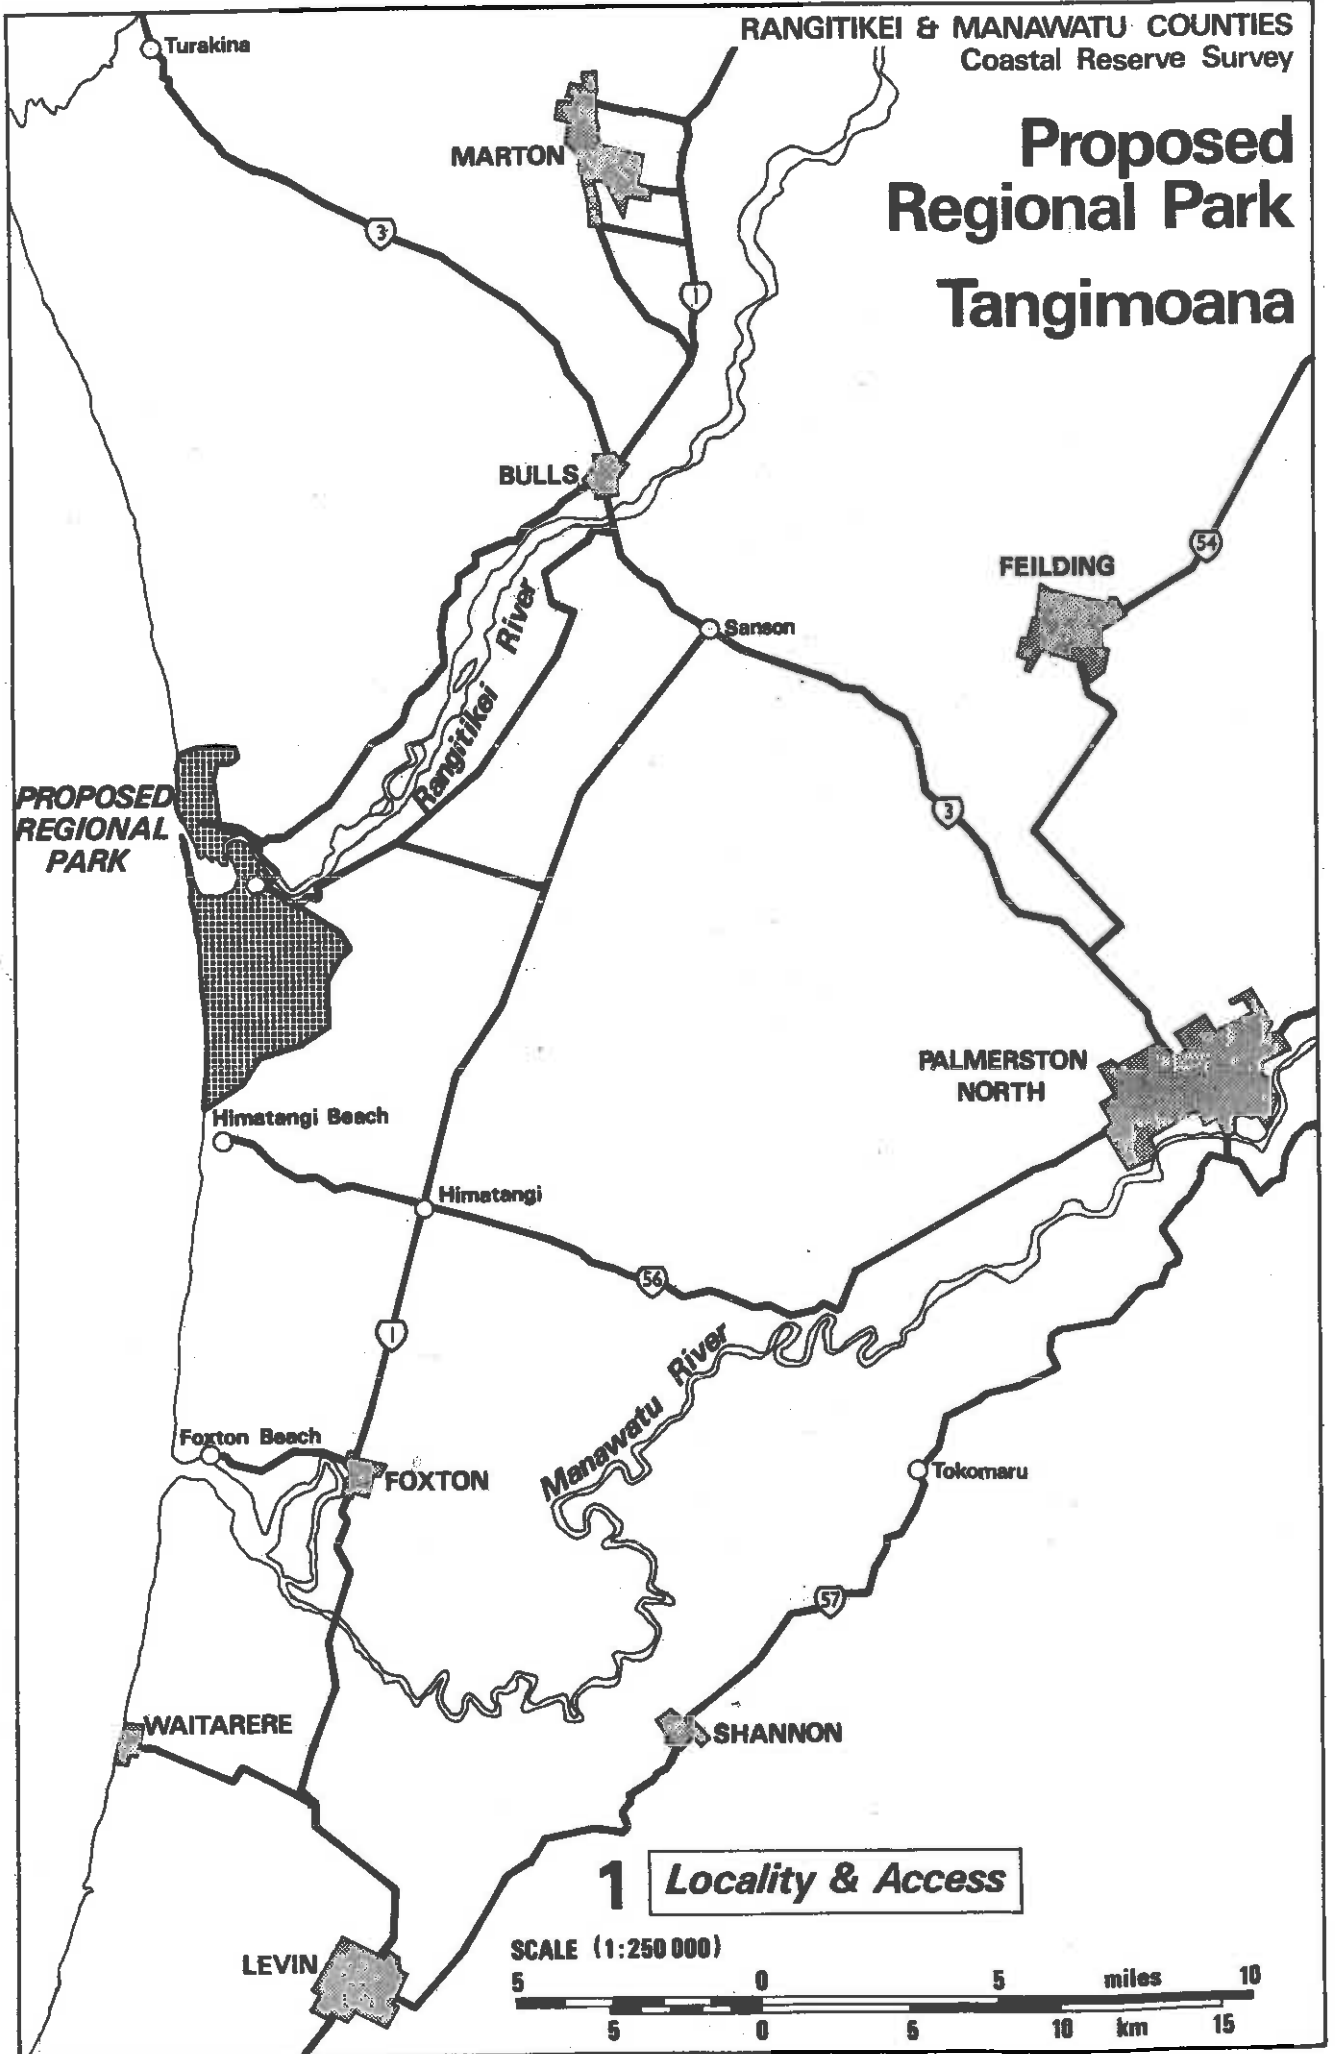 RANGITIKEI & MANAWATU COUNTIES
Coastal Reserve Survey
Proposed
Regional Park
Tangimoana
Turakina
MARTON
3
1
BULLS
54
FEILDING
Rangitikei River
Sanson
3
PROPOSED
REGIONAL
PARK
PALMERSTON
NORTH
Himatangi Beach
Himatangi
56
1
Manawatu River
Foxton Beach
FOXTON
Tokomaru
57
WAITARERE
SHANNON
1 Locality & Access
LEVIN
SCALE (1:250 000)
5 0 5 miles 10
5 0 5 10 km 15